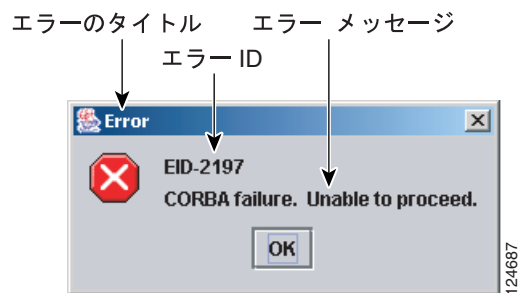 エラーのタイトル
エラー メッセージ
エラー ID
Error
EID-2197
CORBA failure. Unable to proceed.
OK
124687